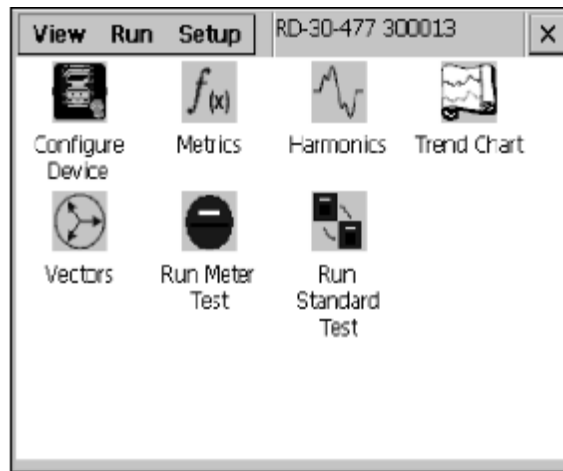 View Run Setup RD-30-477 300013 X
f(x)
Configure Device
Metrics
Harmonics
Trend Chart
Vectors
Run Meter Test
Run Standard Test